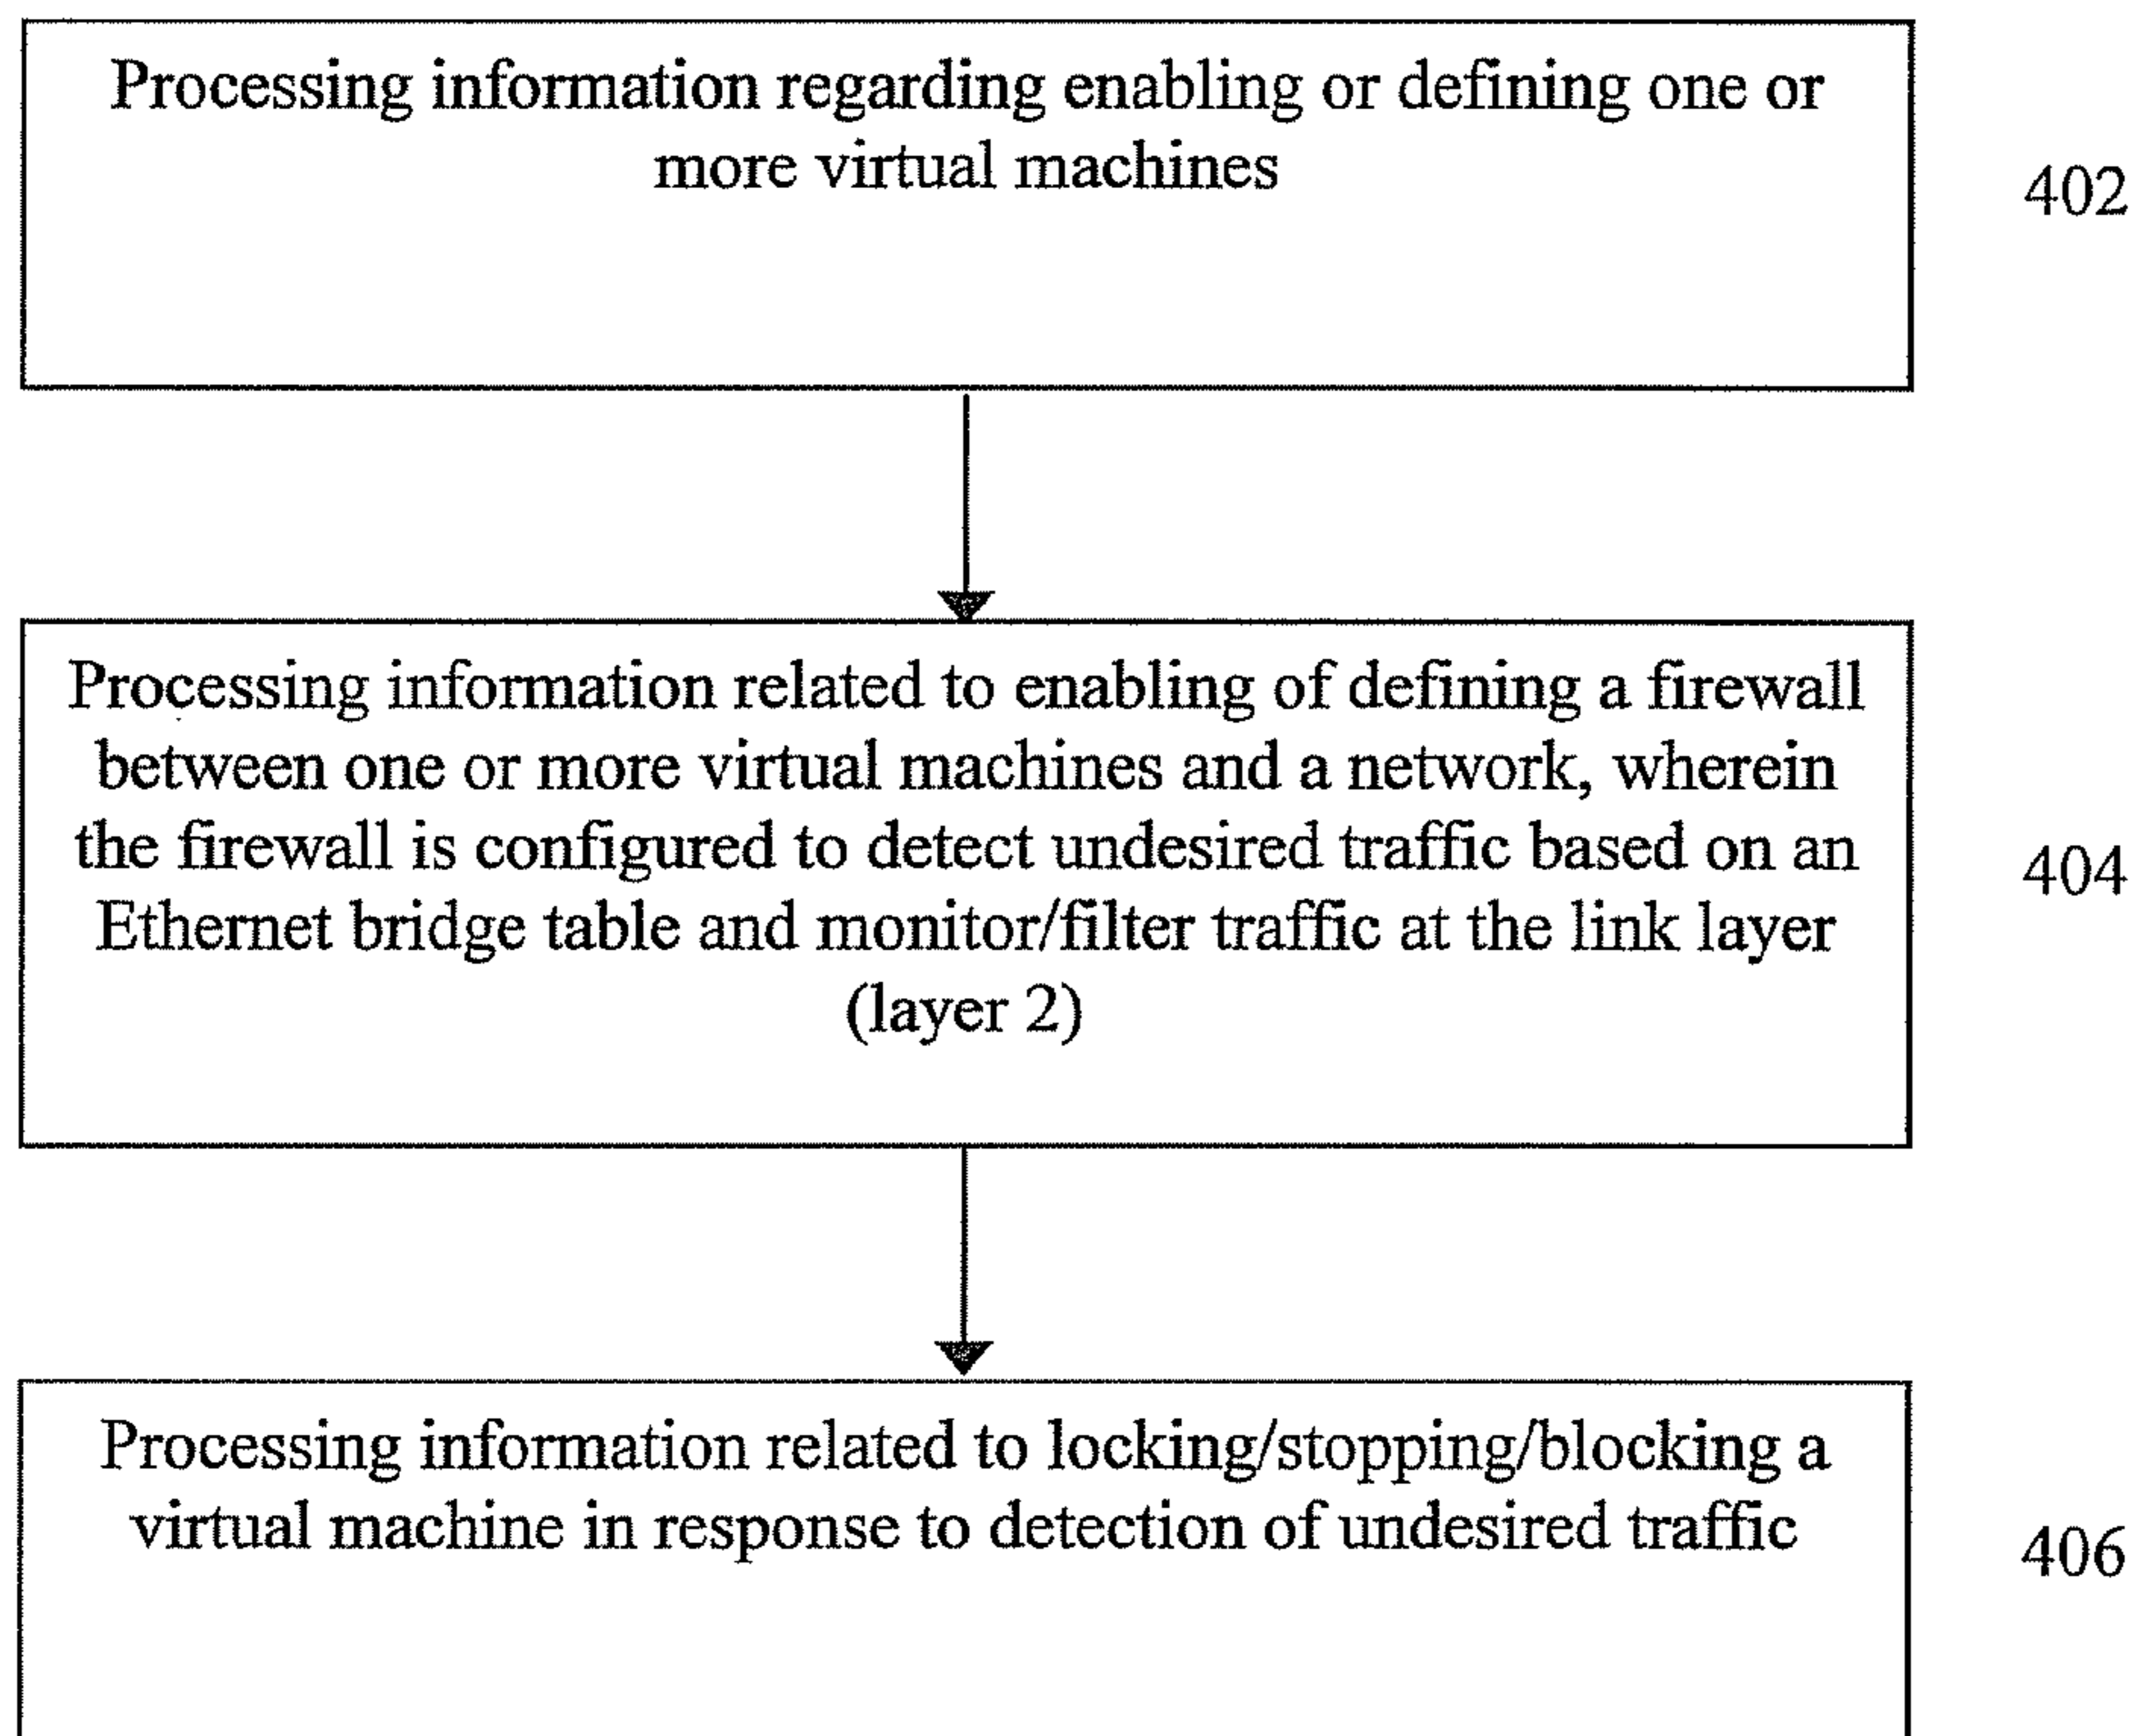 Processing information regarding enabling or defining one or
more virtual machines
402
Processing information related to enabling of defining a firewall
between one or more virtual machines and a network, wherein
the firewall is configured to detect undesired traffic based on an
Ethernet bridge table and monitor/filter traffic at the link layer
(layer 2)
404
Processing information related to locking/stopping/blocking a
virtual machine in response to detection of undesired traffic
406